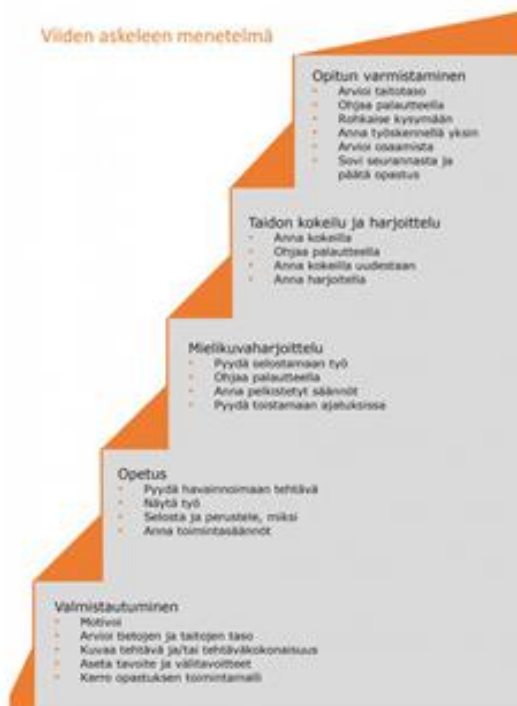 Viiden askeleen menetelmä
Opitun varmistaminen
Arvioi taitotaso
Ohjaa palautteella
Rohkaise kysymään
Anna työskennellä yksin
Arvioi osaamista
Sovi seurannasta ja
päätä opastus
Taidon kokeilu ja harjoittelu
Anna kokeilla
Ohjaa palautteella
Anna kokeilla uudestaan
Anna harjoitella
Mielikuvaharjoittelu
Pyydä selostamaan työ
Ohjaa palautteella
Anna pelkistetyt säännöt
Pyydä toistamaan ajatuksissa
Opetus
Pyydä havainnoimaan tehtävä
Näytä työ
Selosta ja perustele, miksi
Anna toimintasäännöt
Valmistautuminen
Motivoi
Arvioi tietojen ja taitojen taso
Kuvaa tehtävä ja/tai tehtäväkokonaisuus
Aseta tavoite ja välitavoitteet
Kerro opastuksen toimintamalli